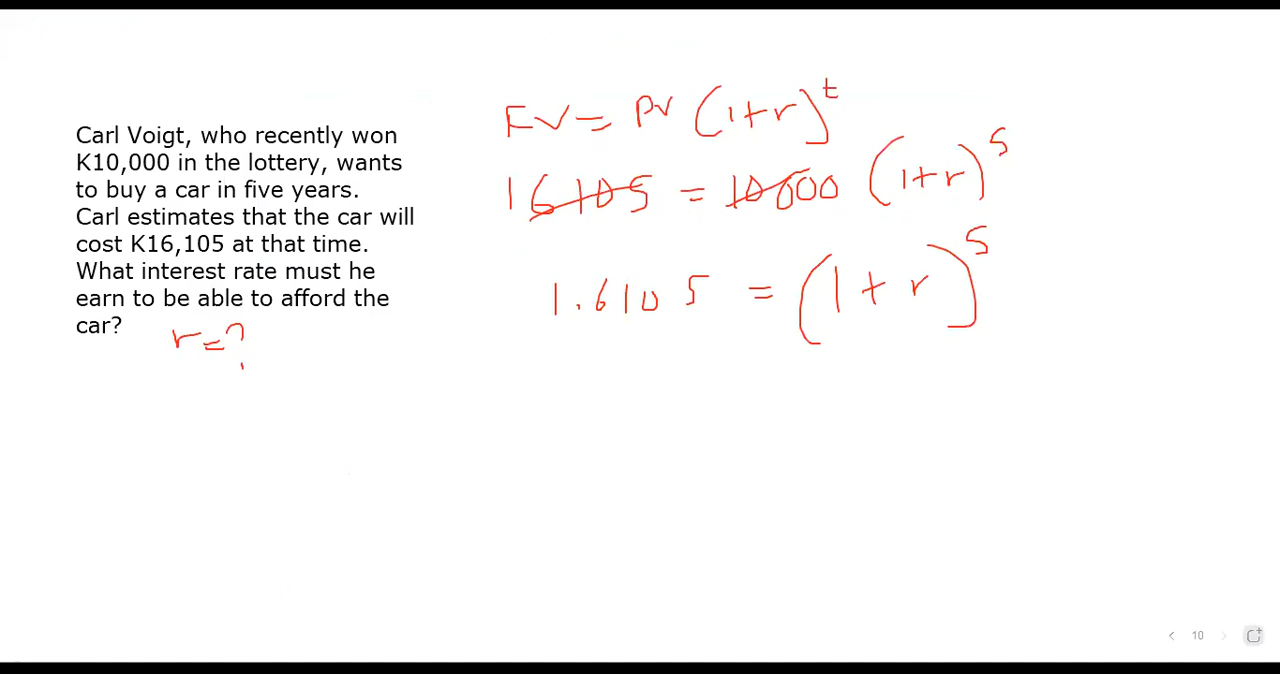 Carl Voigt, who recently won
K10,000 in the lottery, wants
to buy a car in five years.
Carl estimates that the car will
cost K16,105 at that time.
What interest rate must he
earn to be able to afford the
car?
r=?
FV = PV (1+r)^t
16105 = 10000 (1+r)^5
1.6105 = (1+r)^5
10